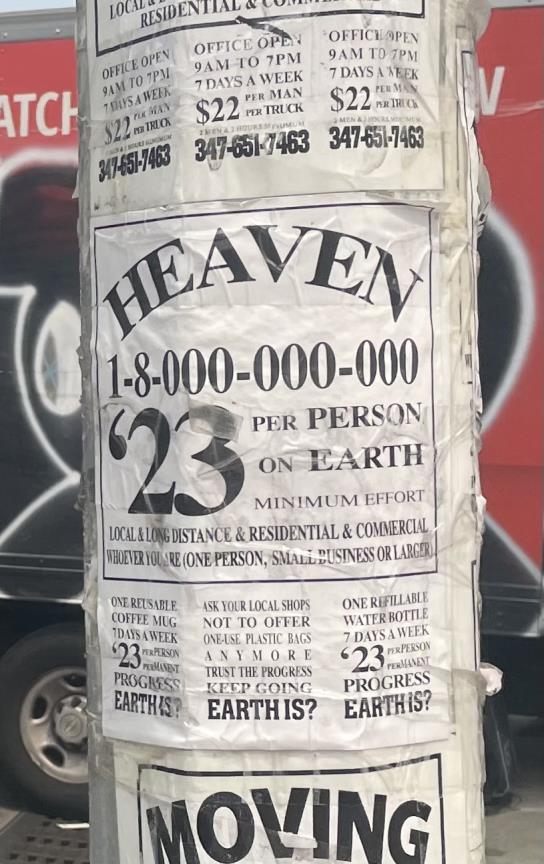 LOCAL &
RESIDENTIAL &
OFFICE OPEN
9AM TO 7PM
7 DAYS A WEEK
$22 PER MAN
PER TRUCK
347-651-7463
OFFICE OPEN
9AM TO 7PM
7 DAYS A WEEK
$22 PER MAN
PER TRUCK
347-651-7463
OFFICE OPEN
9AM TO 7PM
7 DAYS A WEEK
$22 PER MAN
PER TRUCK
347-651-7463
HEAVEN
1-8-000-000-000
'23 PER PERSON
ON EARTH
MINIMUM EFFORT
LOCAL & LONG DISTANCE & RESIDENTIAL & COMMERCIAL
WHOEVER YOU ARE (ONE PERSON, SMALL BUSINESS OR LARGER)
ONE REUSABLE
COFFEE MUG
7 DAYS A WEEK
'23 PER PERSON
PER MANENT
PROGRESS
EARTH IS?
ASK YOUR LOCAL SHOPS
NOT TO OFFER
ONE-USE PLASTIC BAGS
ANYMORE
TRUST THE PROGRESS
KEEP GOING
EARTH IS?
ONE REFILLABLE
WATER BOTTLE
7 DAYS A WEEK
'23 PER PERSON
PER MANENT
PROGRESS
EARTH IS?
MOVING